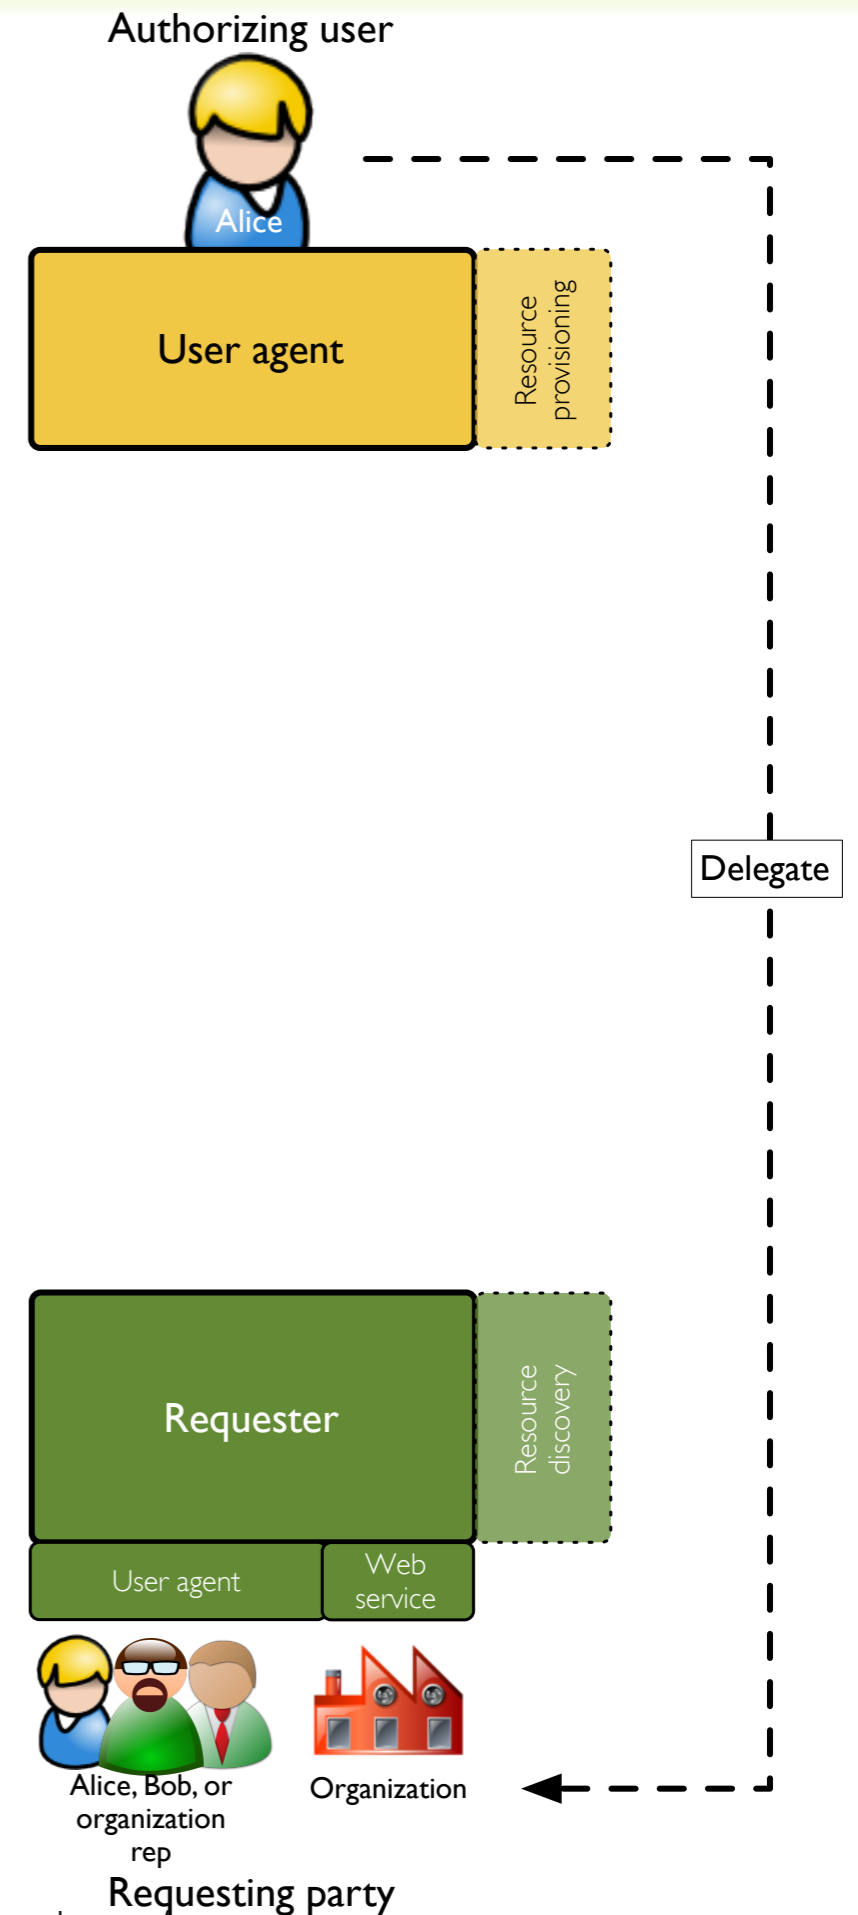 Authorizing user
Alice
User agent
Resource
provisioning
Delegate
Requester
Resource
discovery
User agent
Web
service
Alice, Bob, or
organization
rep
Organization
Requesting party